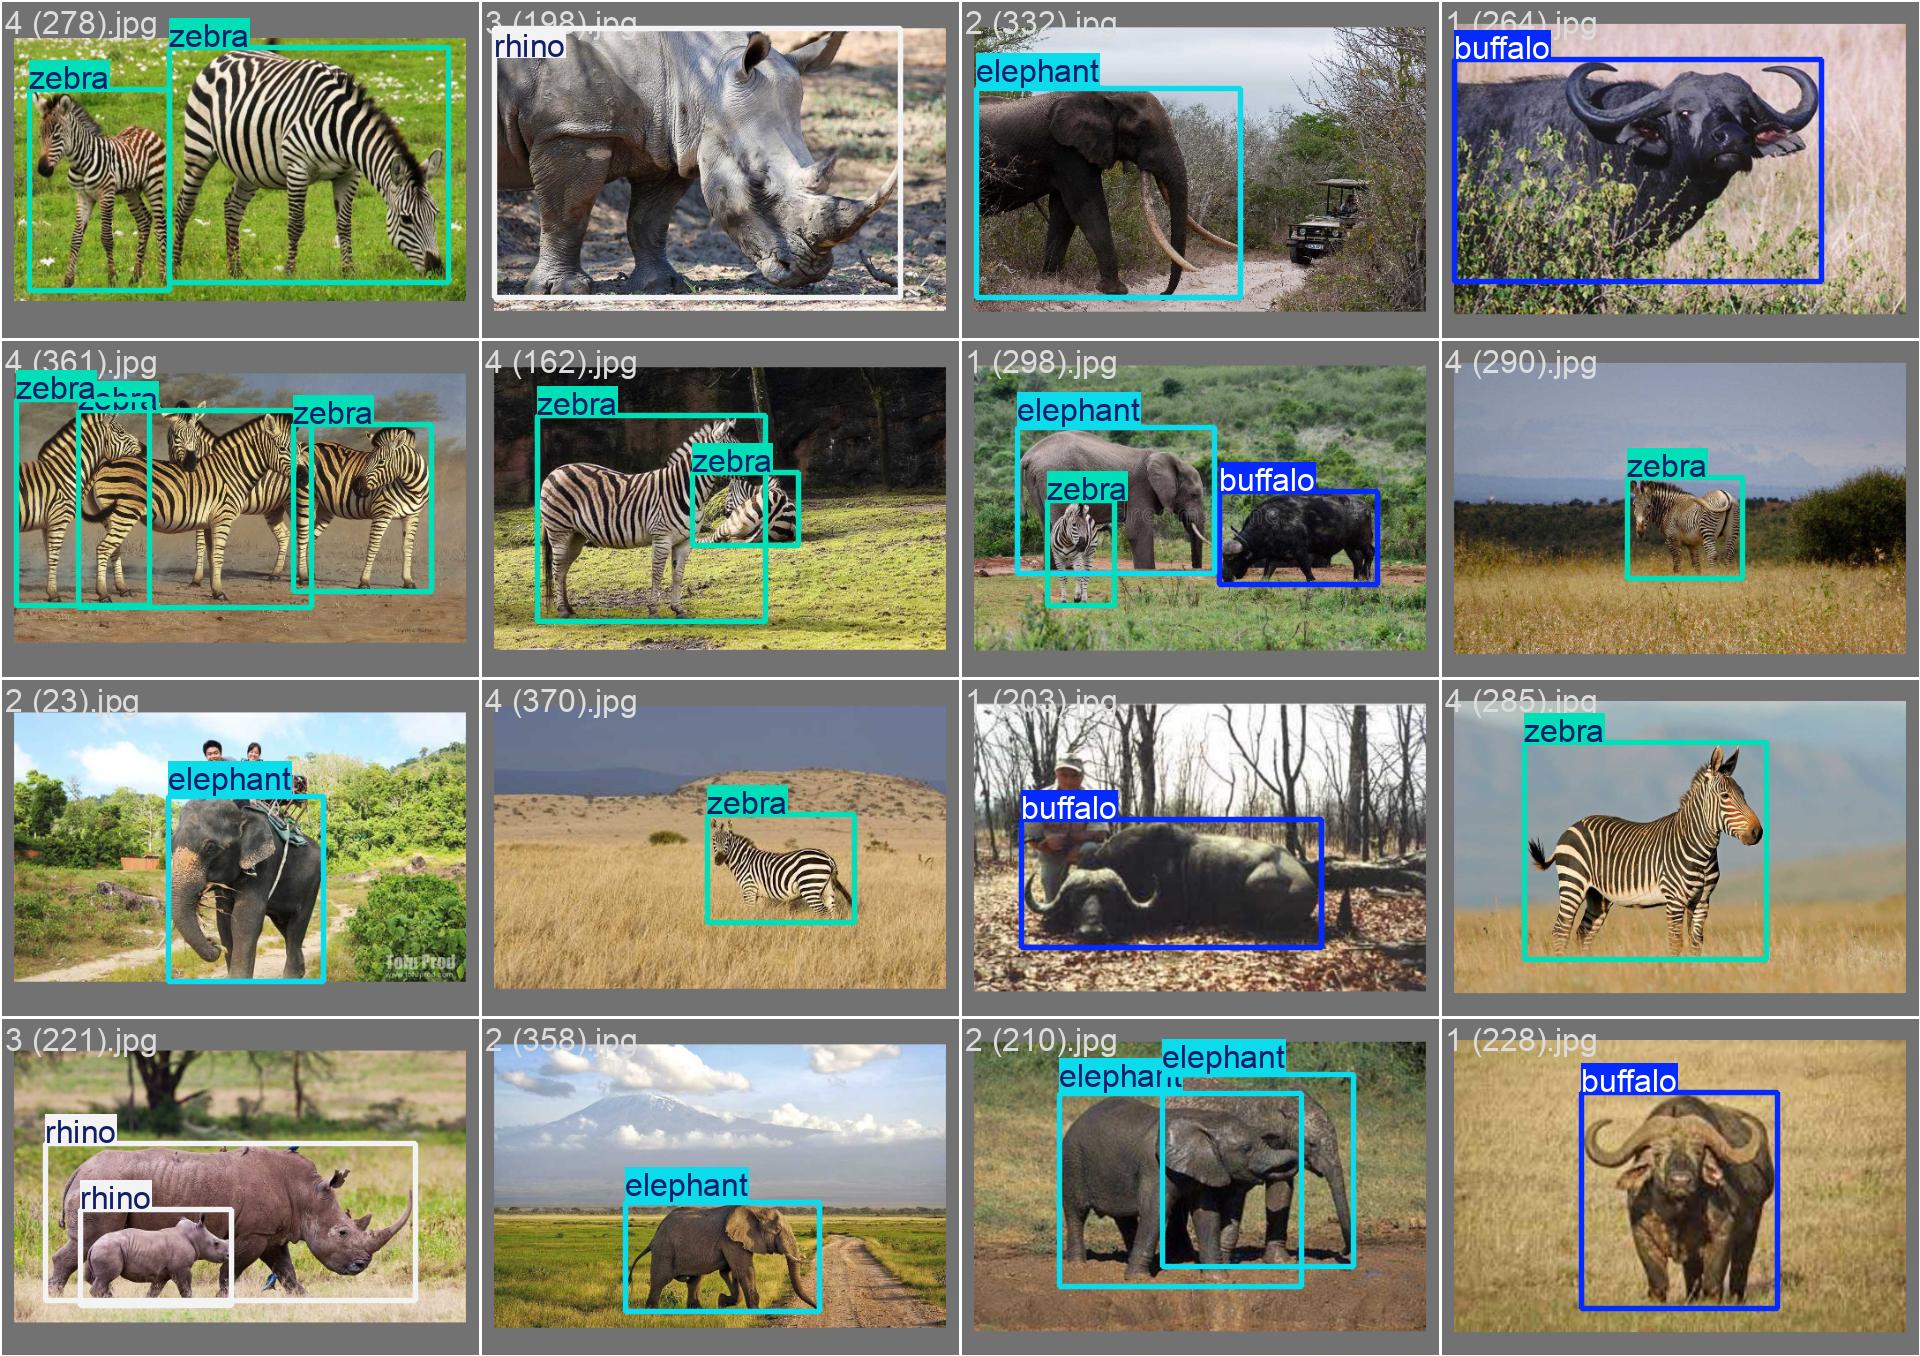 4 (278).jpg
zebra
zebra
3 (198).jpg
rhino
2 (332).jpg
elephant
1 (264).jpg
buffalo
4 (361).jpg
zebra
zebra
zebra
4 (162).jpg
zebra
zebra
1 (298).jpg
elephant
zebra
buffalo
4 (290).jpg
zebra
2 (23).jpg
elephant
Tofu Prod
4 (370).jpg
zebra
1 (203).jpg
buffalo
4 (285).jpg
zebra
3 (221).jpg
rhino
rhino
2 (358).jpg
elephant
2 (210).jpg
elephant
elephant
1 (228).jpg
buffalo